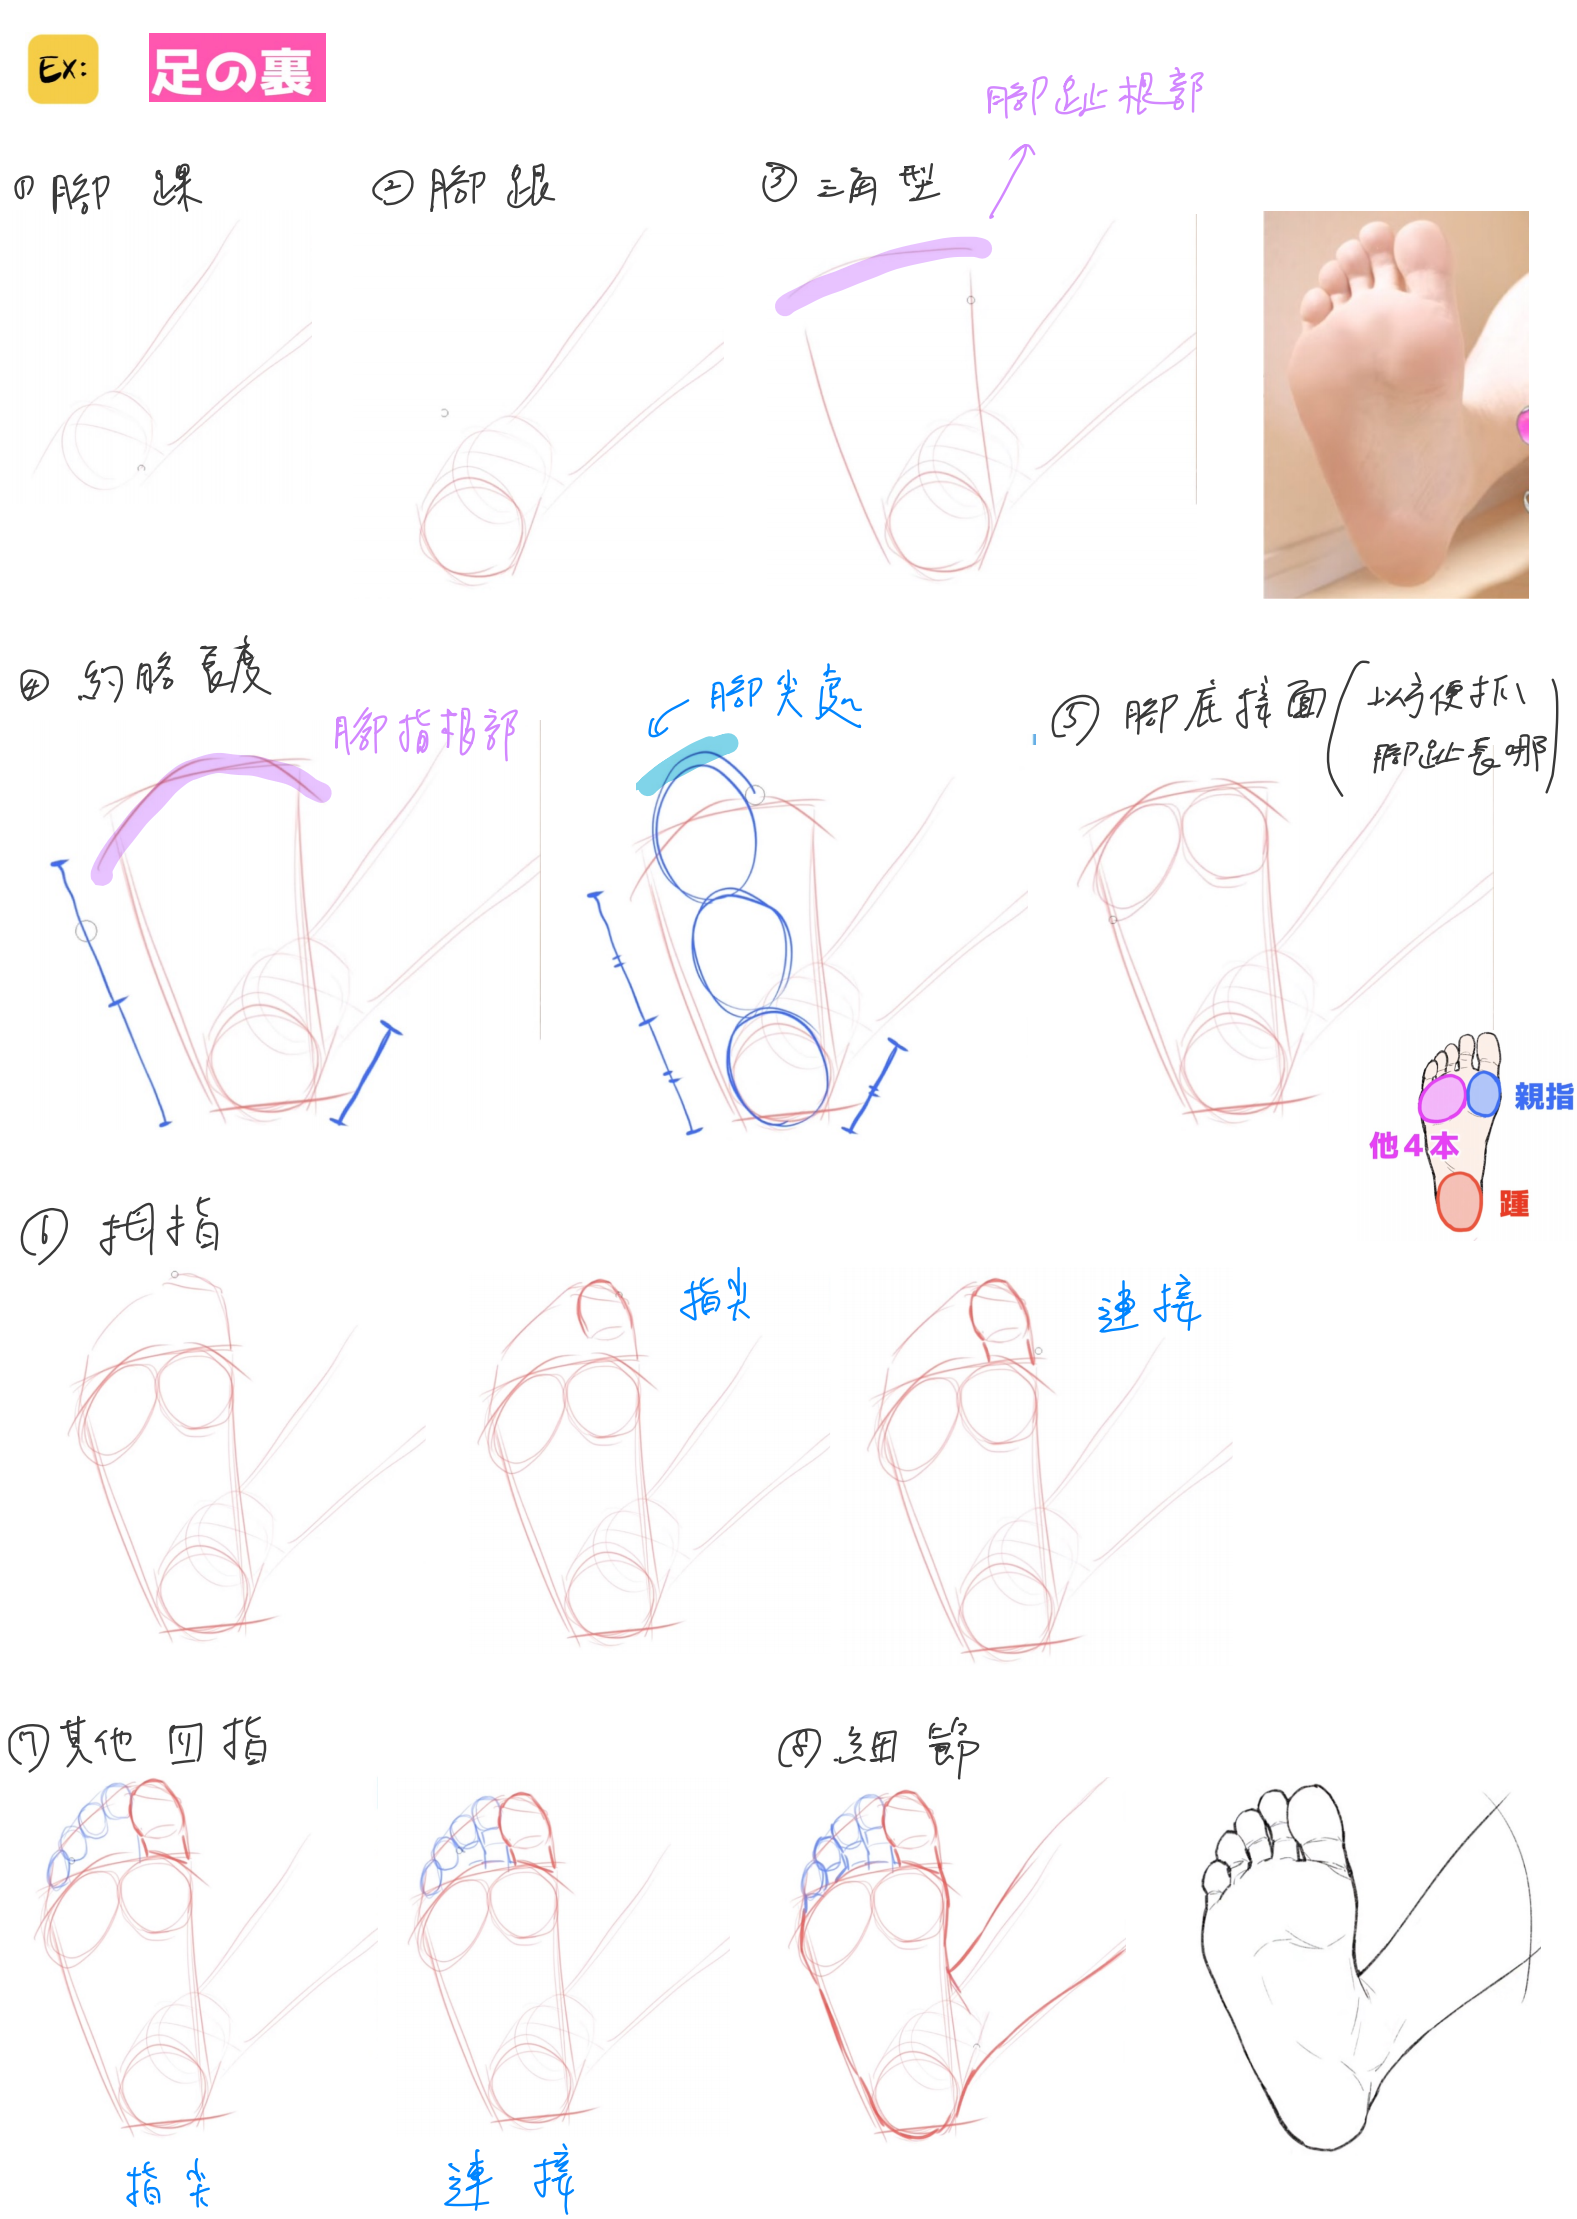 Ex:
足の裏
腳趾根部
① 腳踝
② 腳跟
③ 三角型
④ 約略長度
腳指根部
腳尖處
⑤ 腳底接面(以方便抓
腳趾長哪)
親指
他4本
踵
⑥ 拇指
指尖
連接
⑦ 其他四指
⑧ 細節
指尖
連接